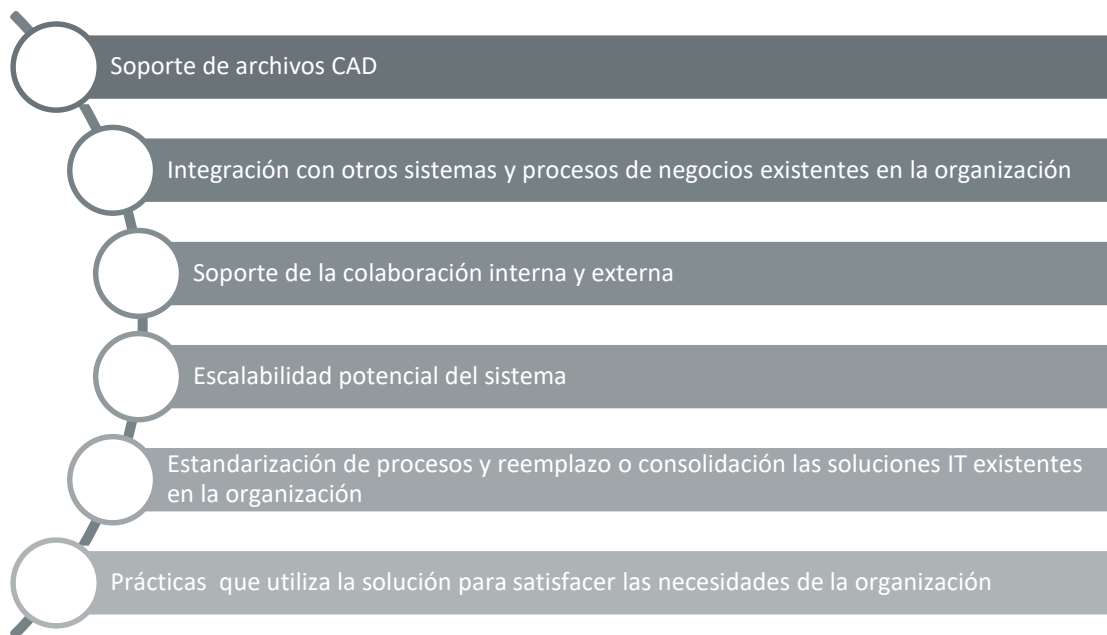 Soporte de archivos CAD
Integración con otros sistemas y procesos de negocios existentes en la organización
Soporte de la colaboración interna y externa
Escalabilidad potencial del sistema
Estandarización de procesos y reemplazo o consolidación las soluciones IT existentes
en la organización
Prácticas  que utiliza la solución para satisfacer las necesidades de la organización